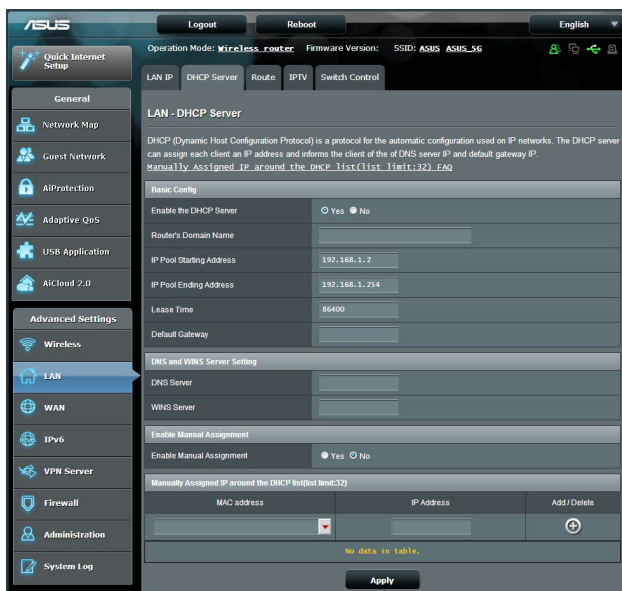 ASUS
Logout
Reboot
English
Quick Internet
Setup
Operation Mode: Wireless router Firmware Version: SSID: ASUS ASUS_5G
LAN IP
DHCP Server
Route
IPTV
Switch Control
General
Network Map
Guest Network
AiProtection
Adaptive QoS
USB Application
AiCloud 2.0
Advanced Settings
Wireless
LAN
WAN
IPv6
VPN Server
Firewall
Administration
System Log
LAN - DHCP Server
DHCP (Dynamic Host Configuration Protocol) is a protocol for the automatic configuration used on IP networks. The DHCP server
can assign each client an IP address and informs the client of the of DNS server IP and default gateway IP.
Manually Assigned IP around the DHCP list(list limit:32) FAQ
Basic Config
Enable the DHCP Server Yes No
Router's Domain Name
IP Pool Starting Address 192.168.1.2
IP Pool Ending Address 192.168.1.254
Lease Time 86400
Default Gateway
DNS and WINS Server Setting
DNS Server
WINS Server
Enable Manual Assignment
Enable Manual Assignment Yes No
Manually Assigned IP around the DHCP list(list limit:32)
MAC address IP Address Add / Delete
No data in table.
Apply